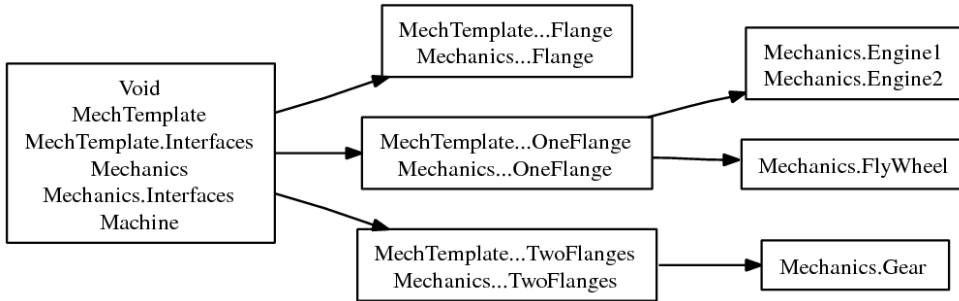 Void
MechTemplate
MechTemplate.Interfaces
Mechanics
Mechanics.Interfaces
Machine
MechTemplate...Flange
Mechanics...Flange
MechTemplate...OneFlange
Mechanics...OneFlange
MechTemplate...TwoFlanges
Mechanics...TwoFlanges
Mechanics.Engine1
Mechanics.Engine2
Mechanics.FlyWheel
Mechanics.Gear